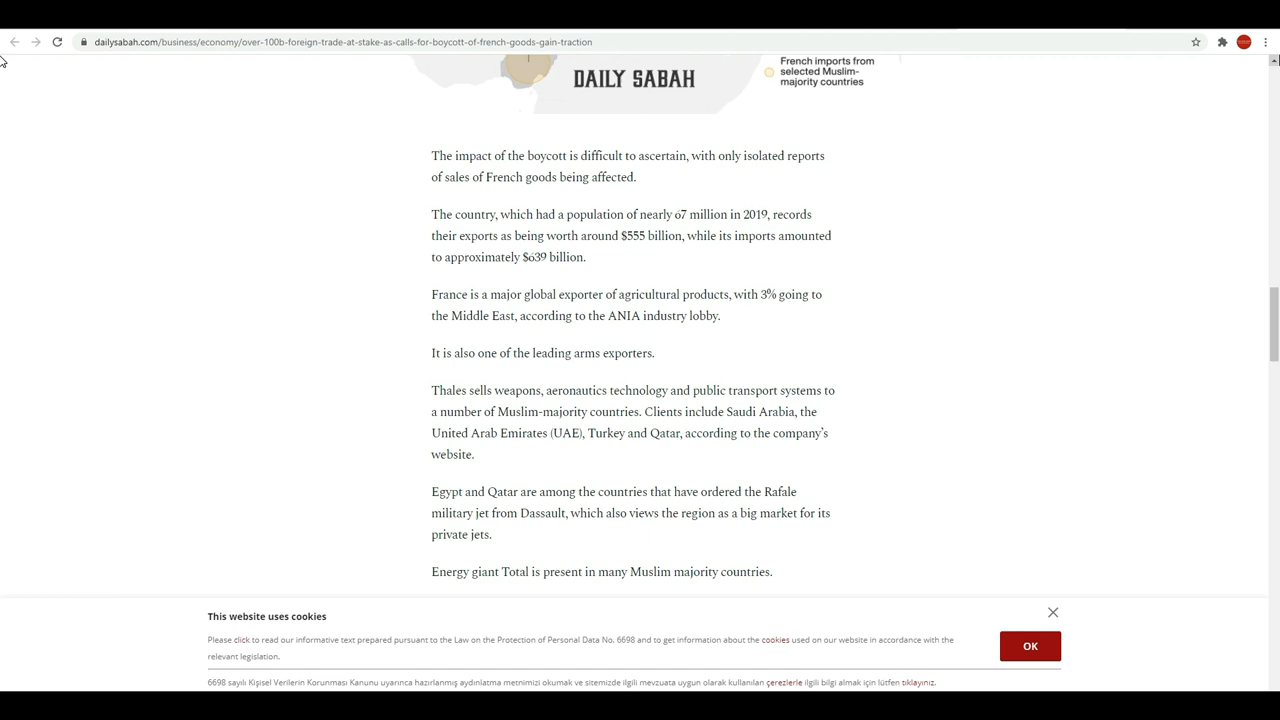 dailysabah.com/business/economy/over-100b-foreign-trade-at-stake-as-calls-for-boycott-of-french-goods-gain-traction
DAILY SABAH
French imports from
selected Muslim-
majority countries
The impact of the boycott is difficult to ascertain, with only isolated reports
of sales of French goods being affected.
The country, which had a population of nearly 67 million in 2019, records
their exports as being worth around $555 billion, while its imports amounted
to approximately $639 billion.
France is a major global exporter of agricultural products, with 3% going to
the Middle East, according to the ANIA industry lobby.
It is also one of the leading arms exporters.
Thales sells weapons, aeronautics technology and public transport systems to
a number of Muslim-majority countries. Clients include Saudi Arabia, the
United Arab Emirates (UAE), Turkey and Qatar, according to the company’s
website.
Egypt and Qatar are among the countries that have ordered the Rafale
military jet from Dassault, which also views the region as a big market for its
private jets.
Energy giant Total is present in many Muslim majority countries.
This website uses cookies
Please click to read our informative text prepared pursuant to the Law on the Protection of Personal Data No. 6698 and to get information about the cookies used on our website in accordance with the
relevant legislation.
OK
6698 sayılı Kişisel Verilerin Korunması Kanunu uyarınca hazırlanmış aydınlatma metnimizi okumak ve sitemizde ilgili mevzuata uygun olarak kullanılan çerezlerle ilgili bilgi almak için lütfen tıklayınız.